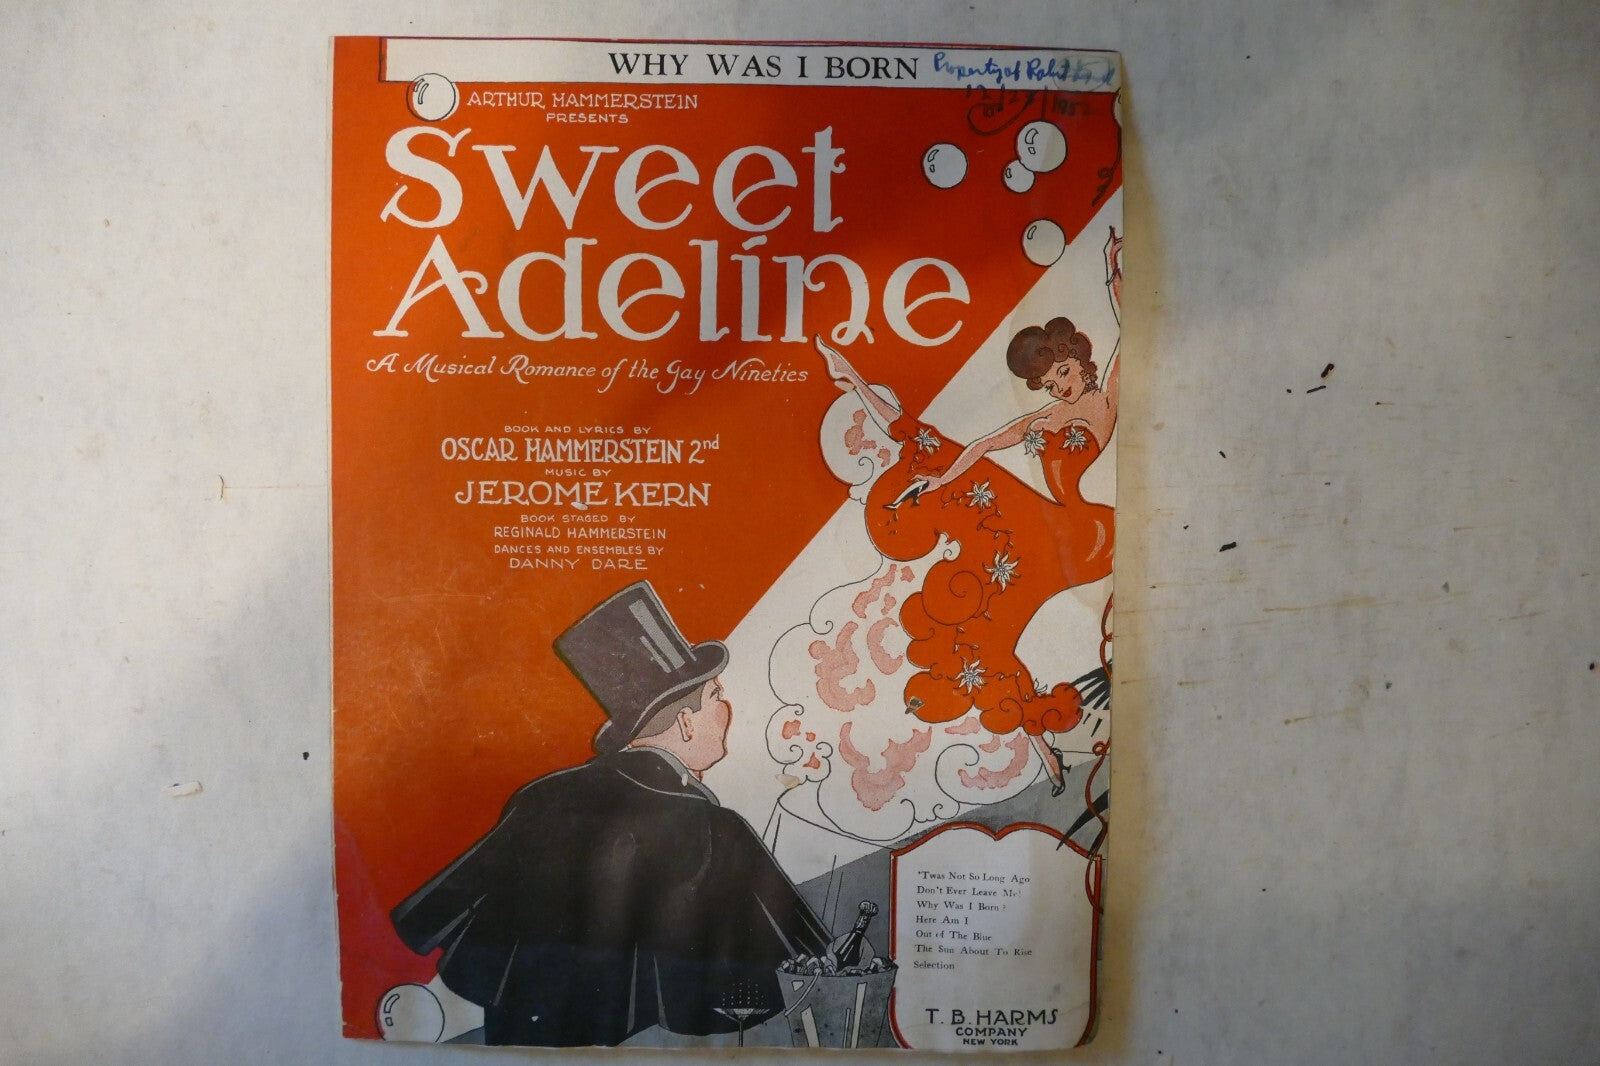 WHY WAS I BORN
Property of
ARTHUR HAMMERSTEIN
PRESENTS
Sweet
Adeline
A Musical Romance of the Gay Nineties
BOOK AND LYRICS BY
OSCAR HAMMERSTEIN 2nd
MUSIC BY
JEROME KERN
BOOK STAGED BY
REGINALD HAMMERSTEIN
DANCES AND ENSEMBLES BY
DANNY DARE
'Twas Not So Long Ago
Don't Ever Leave Me!
Why Was I Born?
Here Am I
Out of The Blue
The Sun About To Rise
Selection
T. B. HARMS
COMPANY
NEW YORK